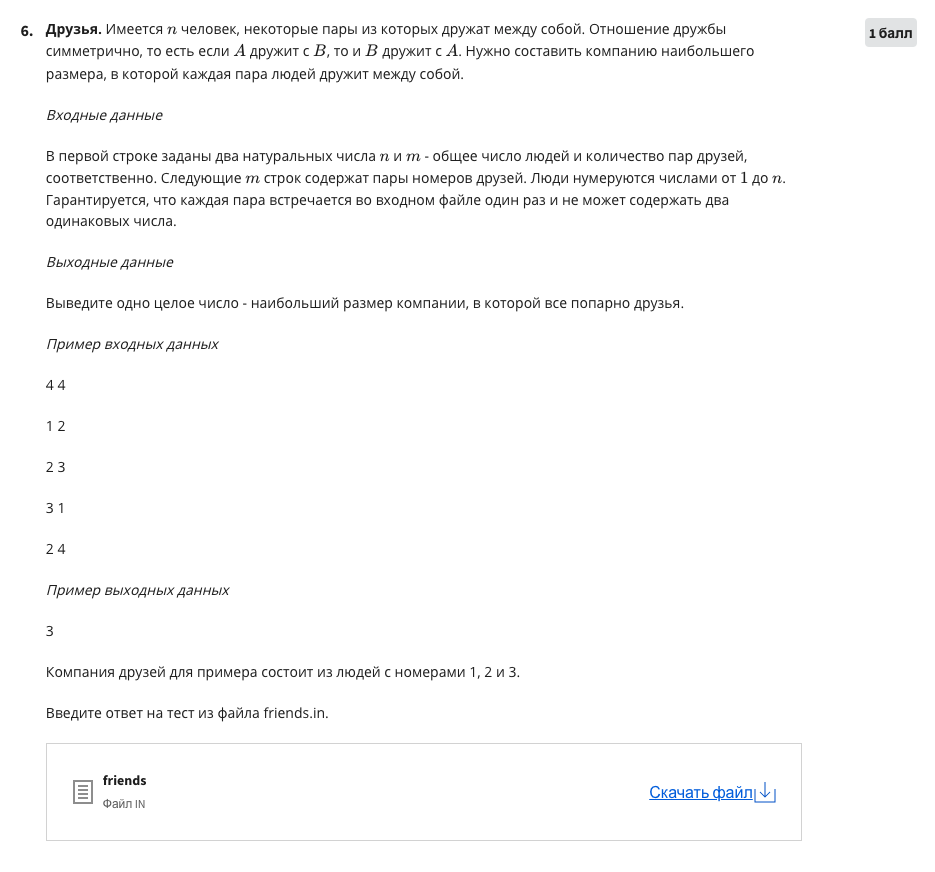 6. Друзья. Имеется n человек, некоторые пары из которых дружат между собой. Отношение дружбы
1 балл
симметрично, то есть если A дружит с B, то и B дружит с A. Нужно составить компанию наибольшего
размера, в которой каждая пара людей дружит между собой.
Входные данные
В первой строке заданы два натуральных числа n и m - общее число людей и количество пар друзей,
соответственно. Следующие m строк содержат пары номеров друзей. Люди нумеруются числами от 1 до n.
Гарантируется, что каждая пара встречается во входном файле один раз и не может содержать два
одинаковых числа.
Выходные данные
Выведите одно целое число - наибольший размер компании, в которой все попарно друзья.
Пример входных данных
4 4
1 2
2 3
3 1
2 4
Пример выходных данных
3
Компания друзей для примера состоит из людей с номерами 1, 2 и 3.
Введите ответ на тест из файла friends.in.
friends
Файл IN
Скачать файл